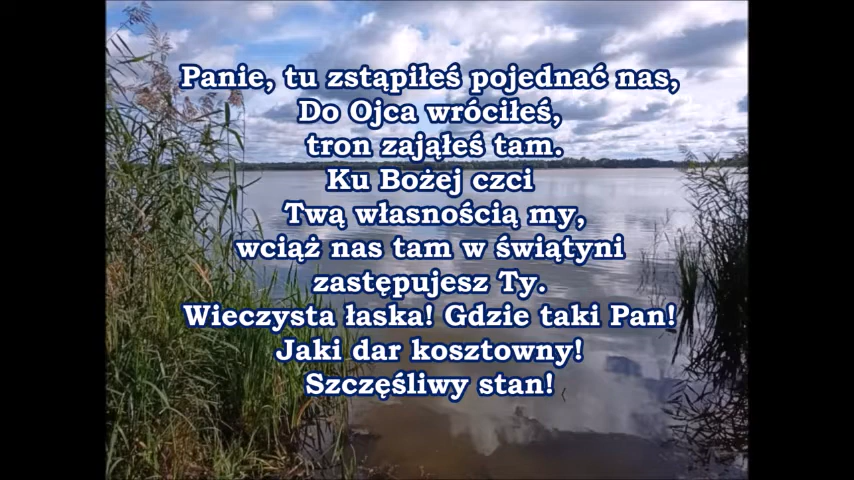 Panie, tu zstąpiłeś pojednać nas,
Do Ojca wróciłeś,
tron zająłeś tam.
Ku Bożej czci
Twą własnością my,
wciąż nas tam w świątyni
zastępujesz Ty.
Wieczysta łaska! Gdzie taki Pan!
Jaki dar kosztowny!
Szczęśliwy stan!